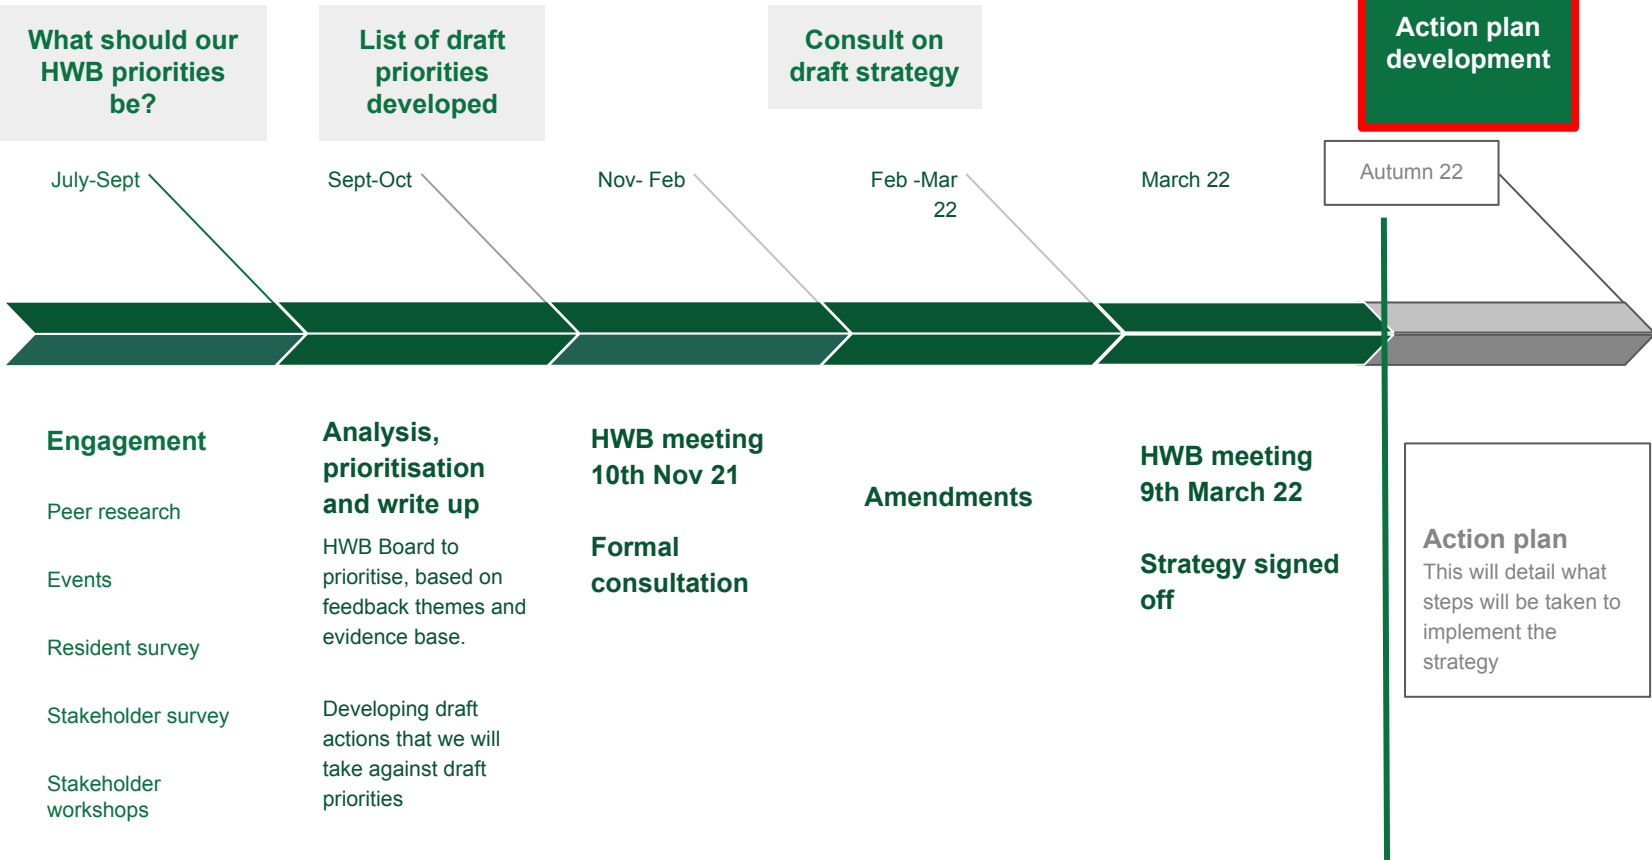 What should our
HWB priorities
be?
List of draft
priorities
developed
Consult on
draft strategy
Action plan
development
July-Sept
Sept-Oct
Nov- Feb
Feb -Mar
22
March 22
Autumn 22
Engagement
Peer research
Events
Resident survey
Stakeholder survey
Stakeholder
workshops
Analysis,
prioritisation
and write up
HWB Board to
prioritise, based on
feedback themes and
evidence base.
Developing draft
actions that we will
take against draft
priorities
HWB meeting
10th Nov 21
Formal
consultation
Amendments
HWB meeting
9th March 22
Strategy signed
off
Action plan
This will detail what
steps will be taken to
implement the
strategy